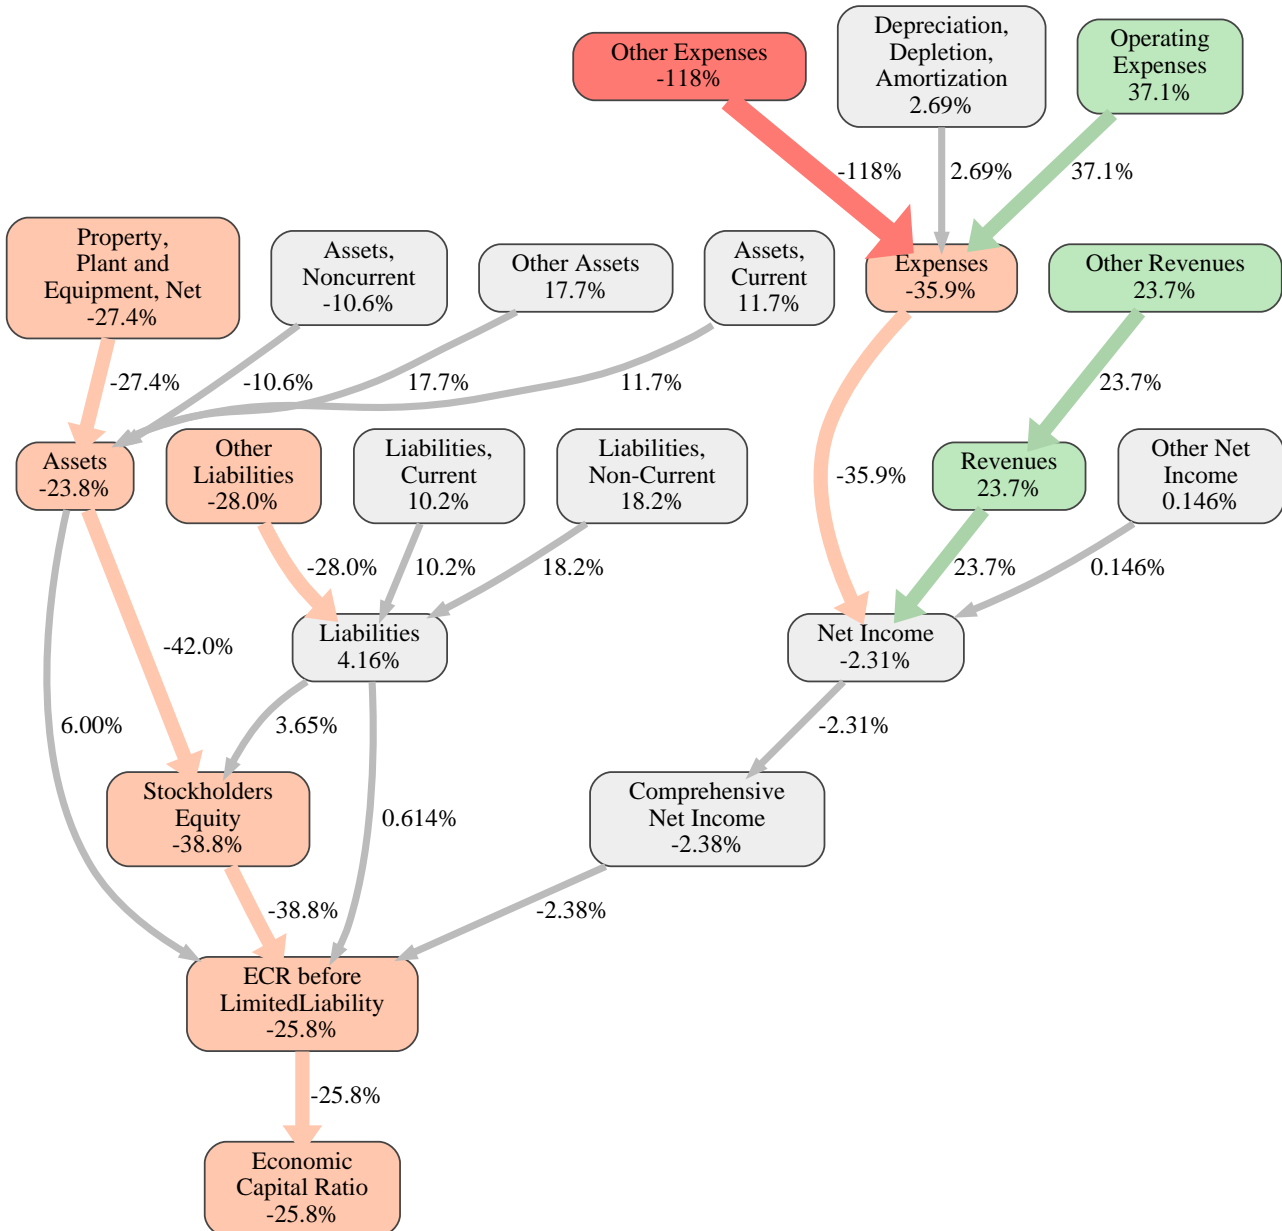 Other Expenses
-118%
Depreciation,
Depletion,
Amortization
2.69%
Operating
Expenses
37.1%
-118%
2.69%
37.1%
Property,
Plant and
Equipment, Net
-27.4%
Assets,
Noncurrent
-10.6%
Other Assets
17.7%
Assets,
Current
11.7%
Expenses
-35.9%
Other Revenues
23.7%
-27.4%
-10.6%
17.7%
11.7%
23.7%
Assets
-23.8%
Other
Liabilities
-28.0%
Liabilities,
Current
10.2%
Liabilities,
Non-Current
18.2%
-35.9%
Revenues
23.7%
Other Net
Income
0.146%
-28.0%
10.2%
18.2%
23.7%
0.146%
-42.0%
Liabilities
4.16%
Net Income
-2.31%
6.00%
3.65%
-2.31%
Stockholders
Equity
-38.8%
0.614%
Comprehensive
Net Income
-2.38%
-38.8%
-2.38%
ECR before
LimitedLiability
-25.8%
-25.8%
Economic
Capital Ratio
-25.8%